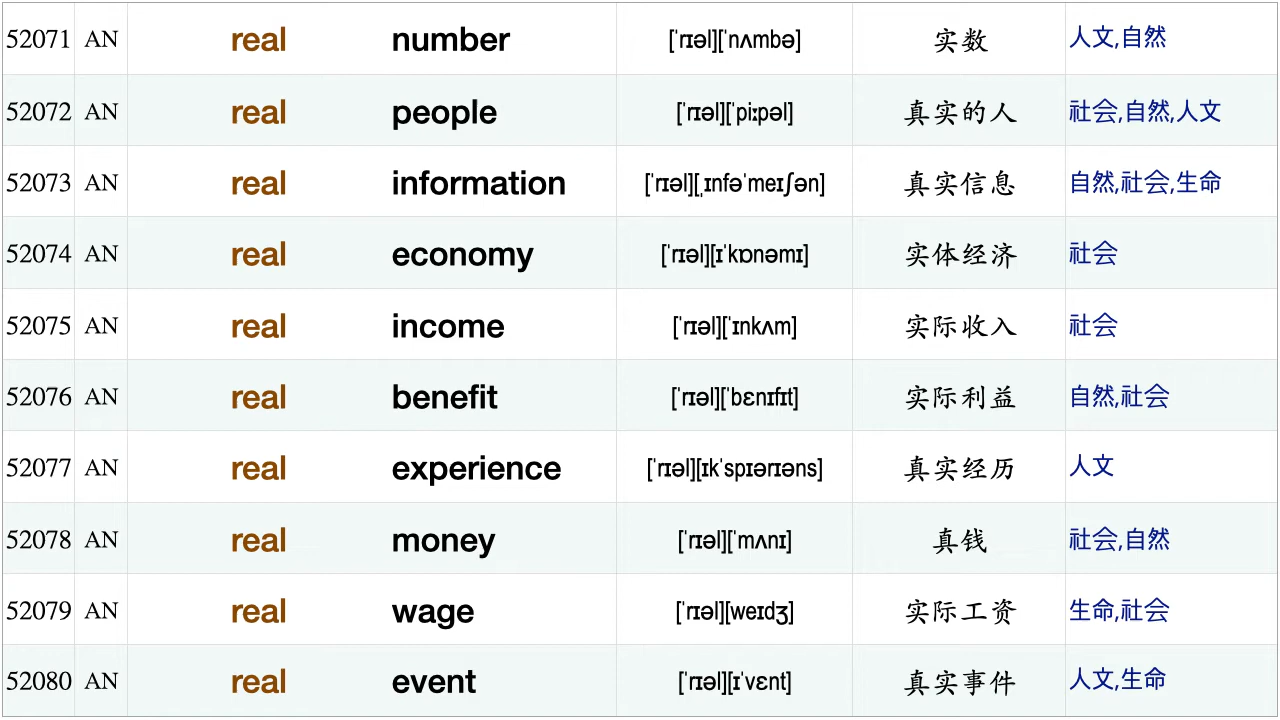 52071 AN real number [ˈrɪəl][ˈnʌmbə] 实数 人文,自然
52072 AN real people [ˈrɪəl][ˈpiːpəl] 真实的人 社会,自然,人文
52073 AN real information [ˈrɪəl][ˌɪnfəˈmeɪʃən] 真实信息 自然,社会,生命
52074 AN real economy [ˈrɪəl][ɪˈkɒnəmɪ] 实体经济 社会
52075 AN real income [ˈrɪəl][ˈɪnkʌm] 实际收入 社会
52076 AN real benefit [ˈrɪəl][ˈbɛnɪfɪt] 实际利益 自然,社会
52077 AN real experience [ˈrɪəl][ɪkˈspɪərɪəns] 真实经历 人文
52078 AN real money [ˈrɪəl][ˈmʌnɪ] 真钱 社会,自然
52079 AN real wage [ˈrɪəl][weɪdʒ] 实际工资 生命,社会
52080 AN real event [ˈrɪəl][ɪˈvɛnt] 真实事件 人文,生命